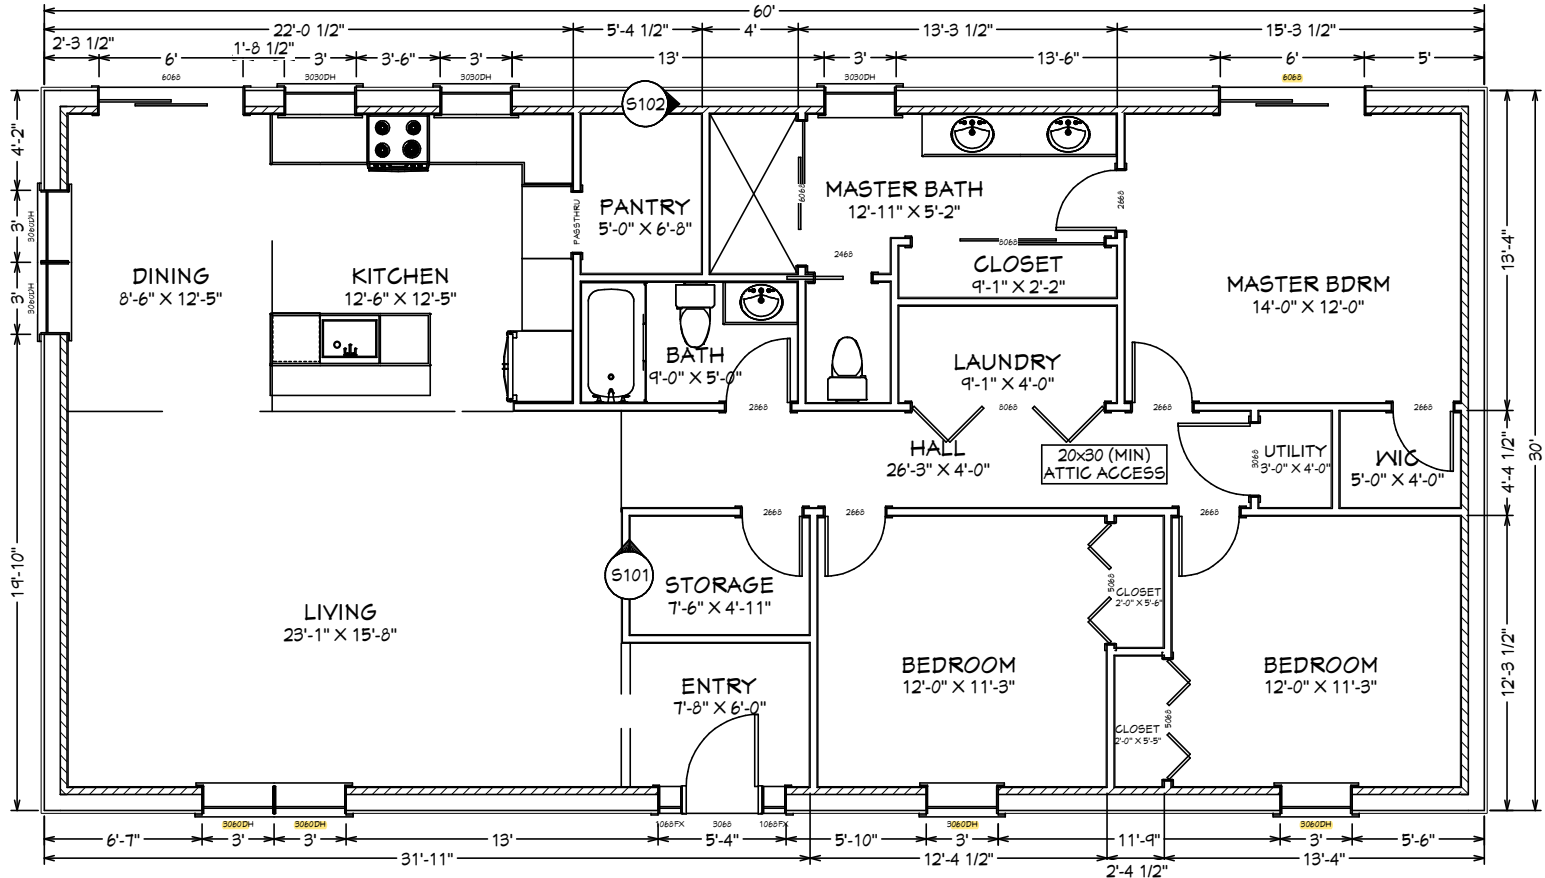 60'
22'-0 1/2" 5'-4 1/2" 4' 13'-3 1/2" 15'-3 1/2"
2'-3 1/2" 6' 1'-8 1/2" 3' 3'-6" 3' 13' 3' 13'-6" 6' 5'
6068 3030DH 3030DH 3030DH 6068
S102
4'-2"
3'
3'
19'-10"
3060DH
3060DH
DINING
8'-6" X 12'-5"
KITCHEN
12'-6" X 12'-5"
PASSTHRU
PANTRY
5'-0" X 6'-8"
6068
MASTER BATH
12'-11" X 5'-2"
2668
2468
8068
CLOSET
9'-1" X 2'-2"
MASTER BDRM
14'-0" X 12'-0"
BATH
9'-0" X 5'-0"
2868
LAUNDRY
9'-1" X 4'-0"
8068
2668
2668
HALL
26'-3" X 4'-0"
20x30 (MIN)
ATTIC ACCESS
3068
UTILITY
3'-0" X 4'-0"
WIC
5'-0" X 4'-0"
13'-4"
4'-4 1/2"
12'-3 1/2"
30'
2668 2668 2668
S101
STORAGE
7'-6" X 4'-11"
LIVING
23'-1" X 15'-8"
ENTRY
7'-8" X 6'-0"
BEDROOM
12'-0" X 11'-3"
5068
CLOSET
2'-0" X 5'-6"
CLOSET
2'-0" X 5'-5"
5068
BEDROOM
12'-0" X 11'-3"
3060DH 3060DH 1068FX 3068 1068FX 3060DH 3060DH
6'-7" 3' 3' 13' 5'-4" 5'-10" 3' 11'-9" 3' 5'-6"
31'-11" 12'-4 1/2" 2'-4 1/2" 13'-4"